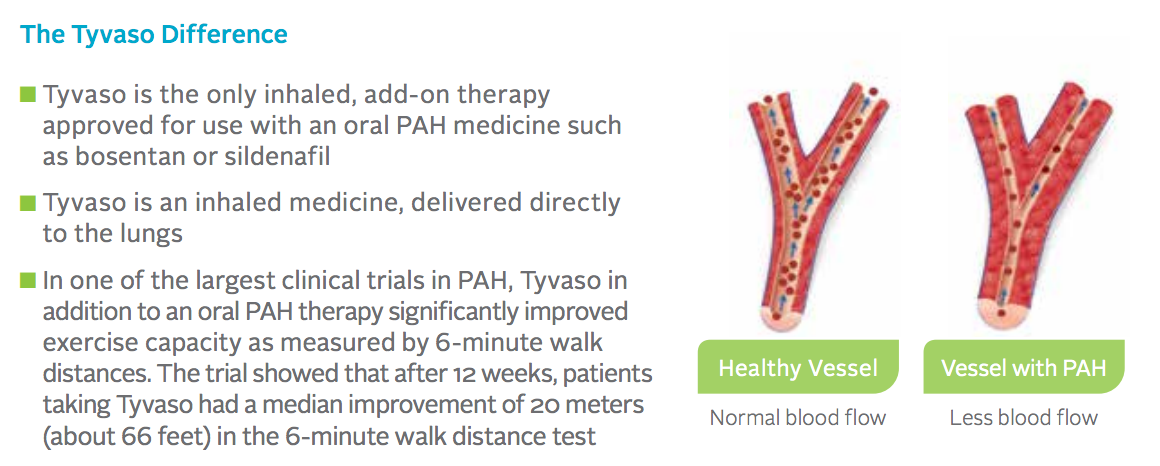 The Tyvaso Difference
Tyvaso is the only inhaled, add-on therapy
approved for use with an oral PAH medicine such
as bosentan or sildenafil
Tyvaso is an inhaled medicine, delivered directly
to the lungs
In one of the largest clinical trials in PAH, Tyvaso in
addition to an oral PAH therapy significantly improved
exercise capacity as measured by 6-minute walk
distances. The trial showed that after 12 weeks, patients
taking Tyvaso had a median improvement of 20 meters
(about 66 feet) in the 6-minute walk distance test
Healthy Vessel
Normal blood flow
Vessel with PAH
Less blood flow